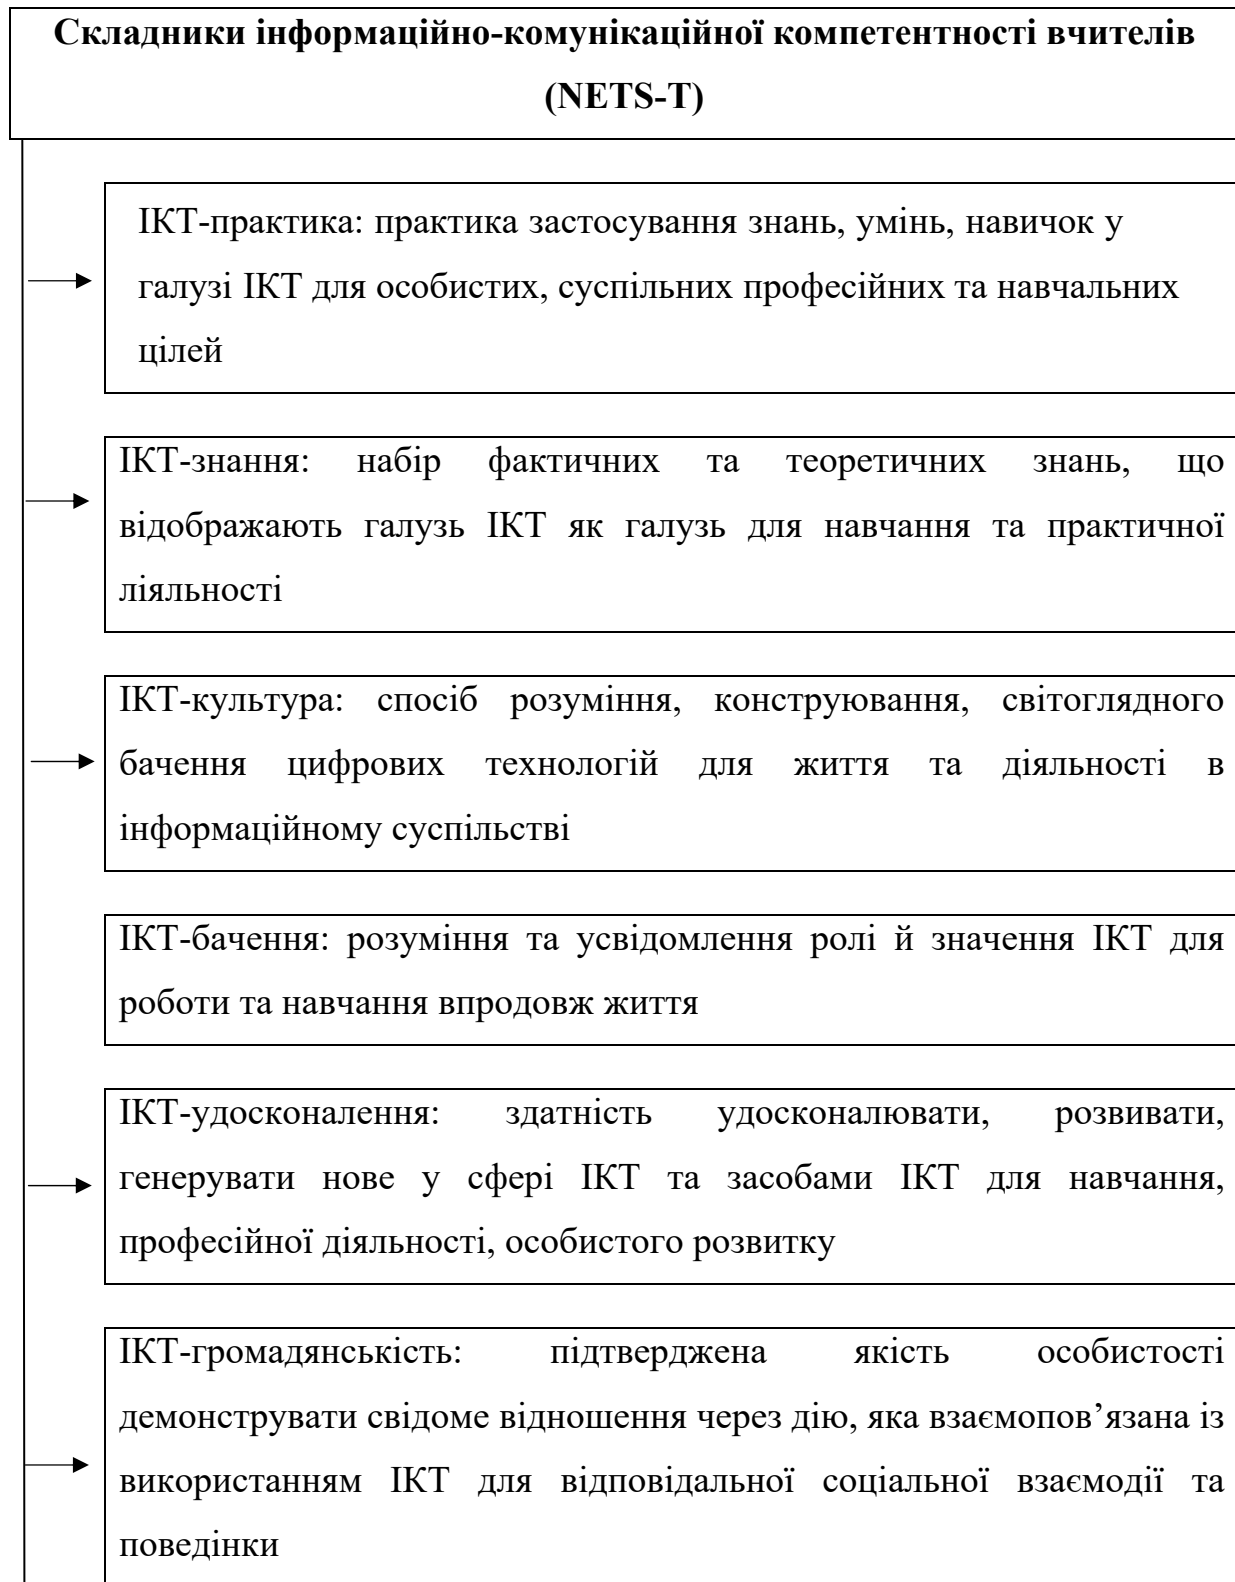 Складники інформаційно-комунікаційної компетентності вчителів
(NETS-T)
ІКТ-практика: практика застосування знань, умінь, навичок у
галузі ІКТ для особистих, суспільних професійних та навчальних
цілей
ІКТ-знання: набір фактичних та теоретичних знань, що
відображають галузь ІКТ як галузь для навчання та практичної
ліяльності
ІКТ-культура: спосіб розуміння, конструювання, світоглядного
бачення цифрових технологій для життя та діяльності в
інформаційному суспільстві
ІКТ-бачення: розуміння та усвідомлення ролі й значення ІКТ для
роботи та навчання впродовж життя
ІКТ-удосконалення: здатність удосконалювати, розвивати,
генерувати нове у сфері ІКТ та засобами ІКТ для навчання,
професійної діяльності, особистого розвитку
ІКТ-громадянськість: підтверджена якість особистості
демонструвати свідоме відношення через дію, яка взаємопов’язана із
використанням ІКТ для відповідальної соціальної взаємодії та
поведінки